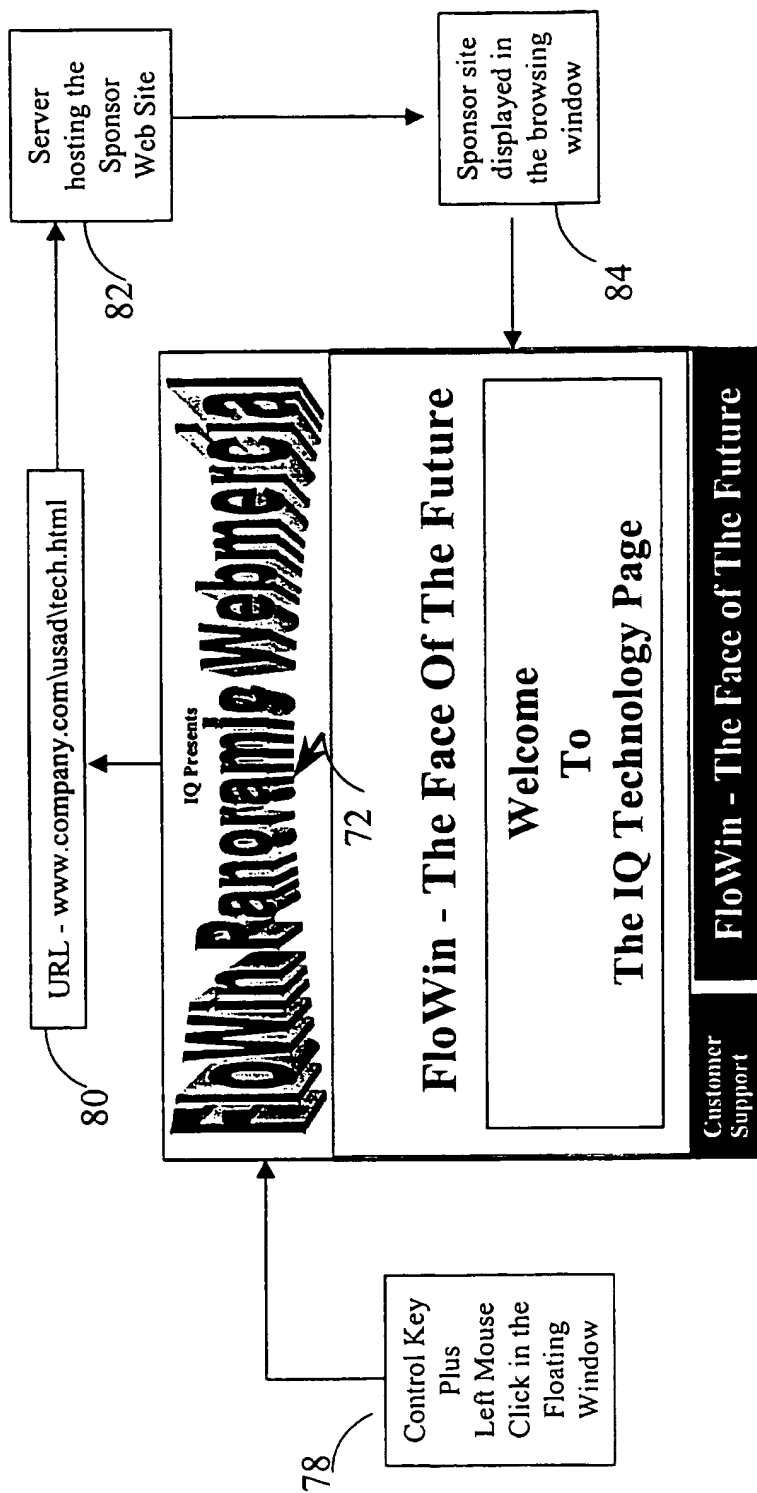 URL - www.company.com\usad\tech.html
80
Server
hosting the
Sponsor
Web Site
82
IQ Presents
FloWin Panoramic Webmercial
72
Control Key
Plus
Left Mouse
Click in the
Floating
Window
78
FloWin - The Face Of The Future
Welcome
To
The IQ Technology Page
Sponsor site
displayed in
the browsing
window
84
Customer
Support
FloWin - The Face of The Future